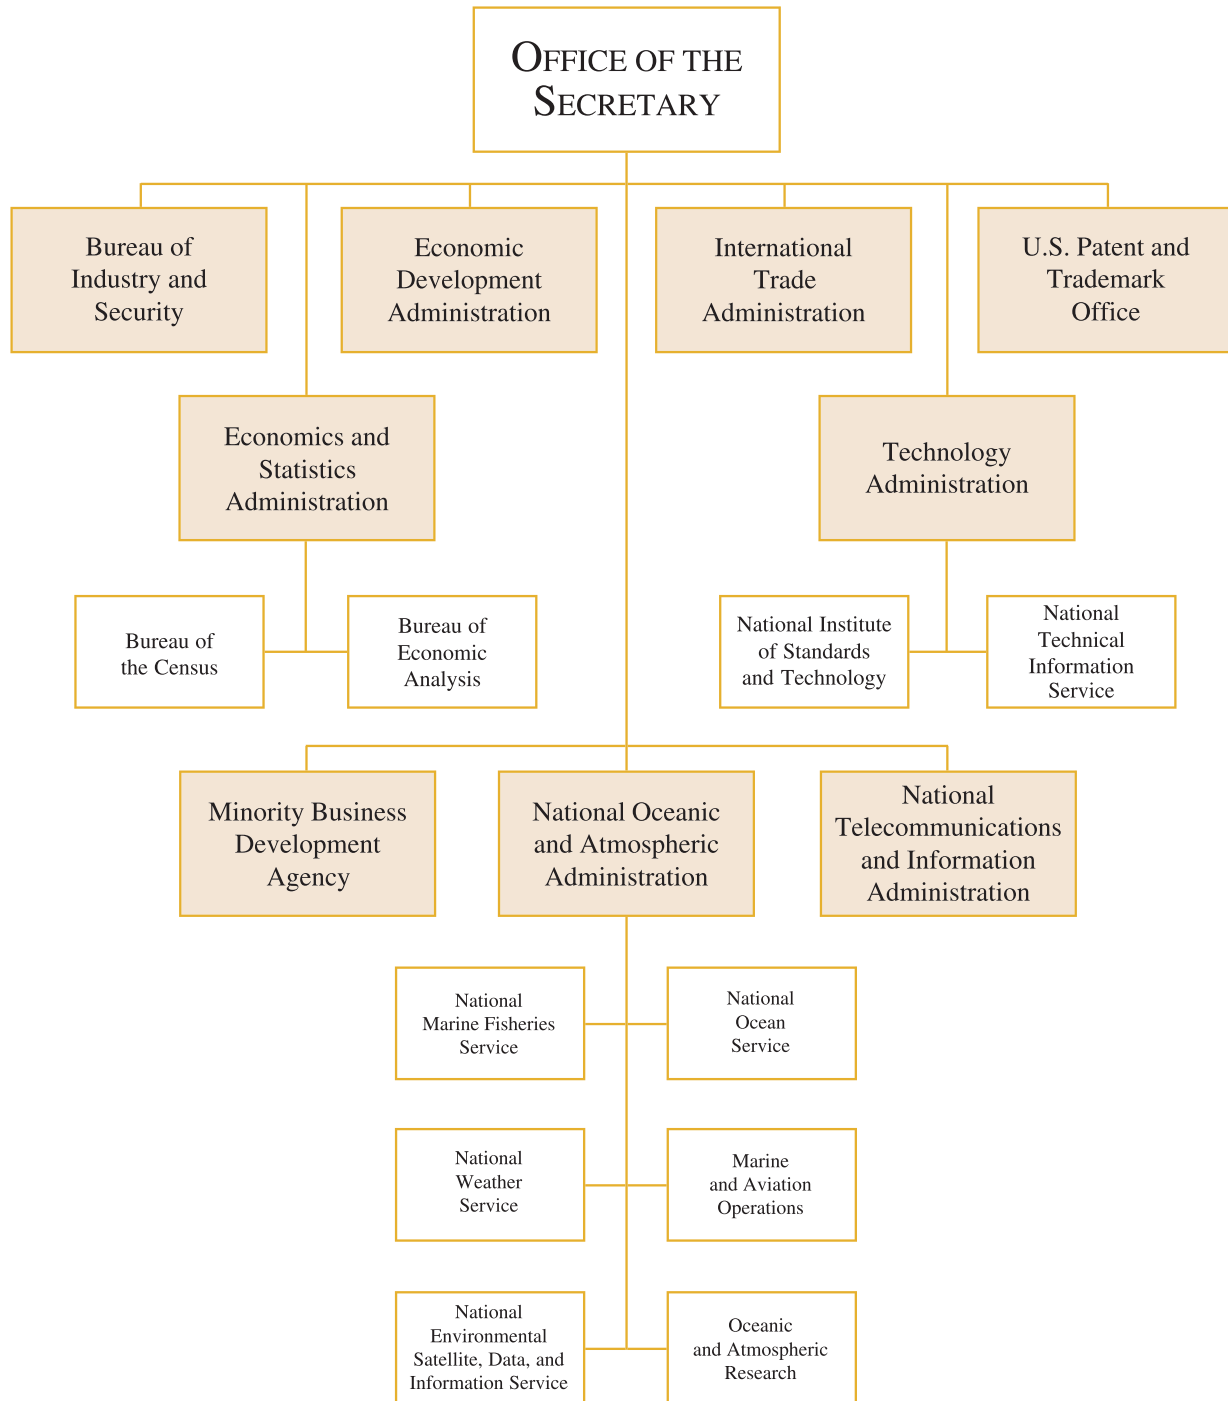 OFFICE OF THE
SECRETARY
Bureau of
Industry and
Security
Economic
Development
Administration
International
Trade
Administration
U.S. Patent and
Trademark
Office
Economics and
Statistics
Administration
Technology
Administration
Bureau of
the Census
Bureau of
Economic
Analysis
National Institute
of Standards
and Technology
National
Technical
Information
Service
Minority Business
Development
Agency
National Oceanic
and Atmospheric
Administration
National
Telecommunications
and Information
Administration
National
Marine Fisheries
Service
National
Ocean
Service
National
Weather
Service
Marine
and Aviation
Operations
National
Environmental
Satellite, Data, and
Information Service
Oceanic
and Atmospheric
Research